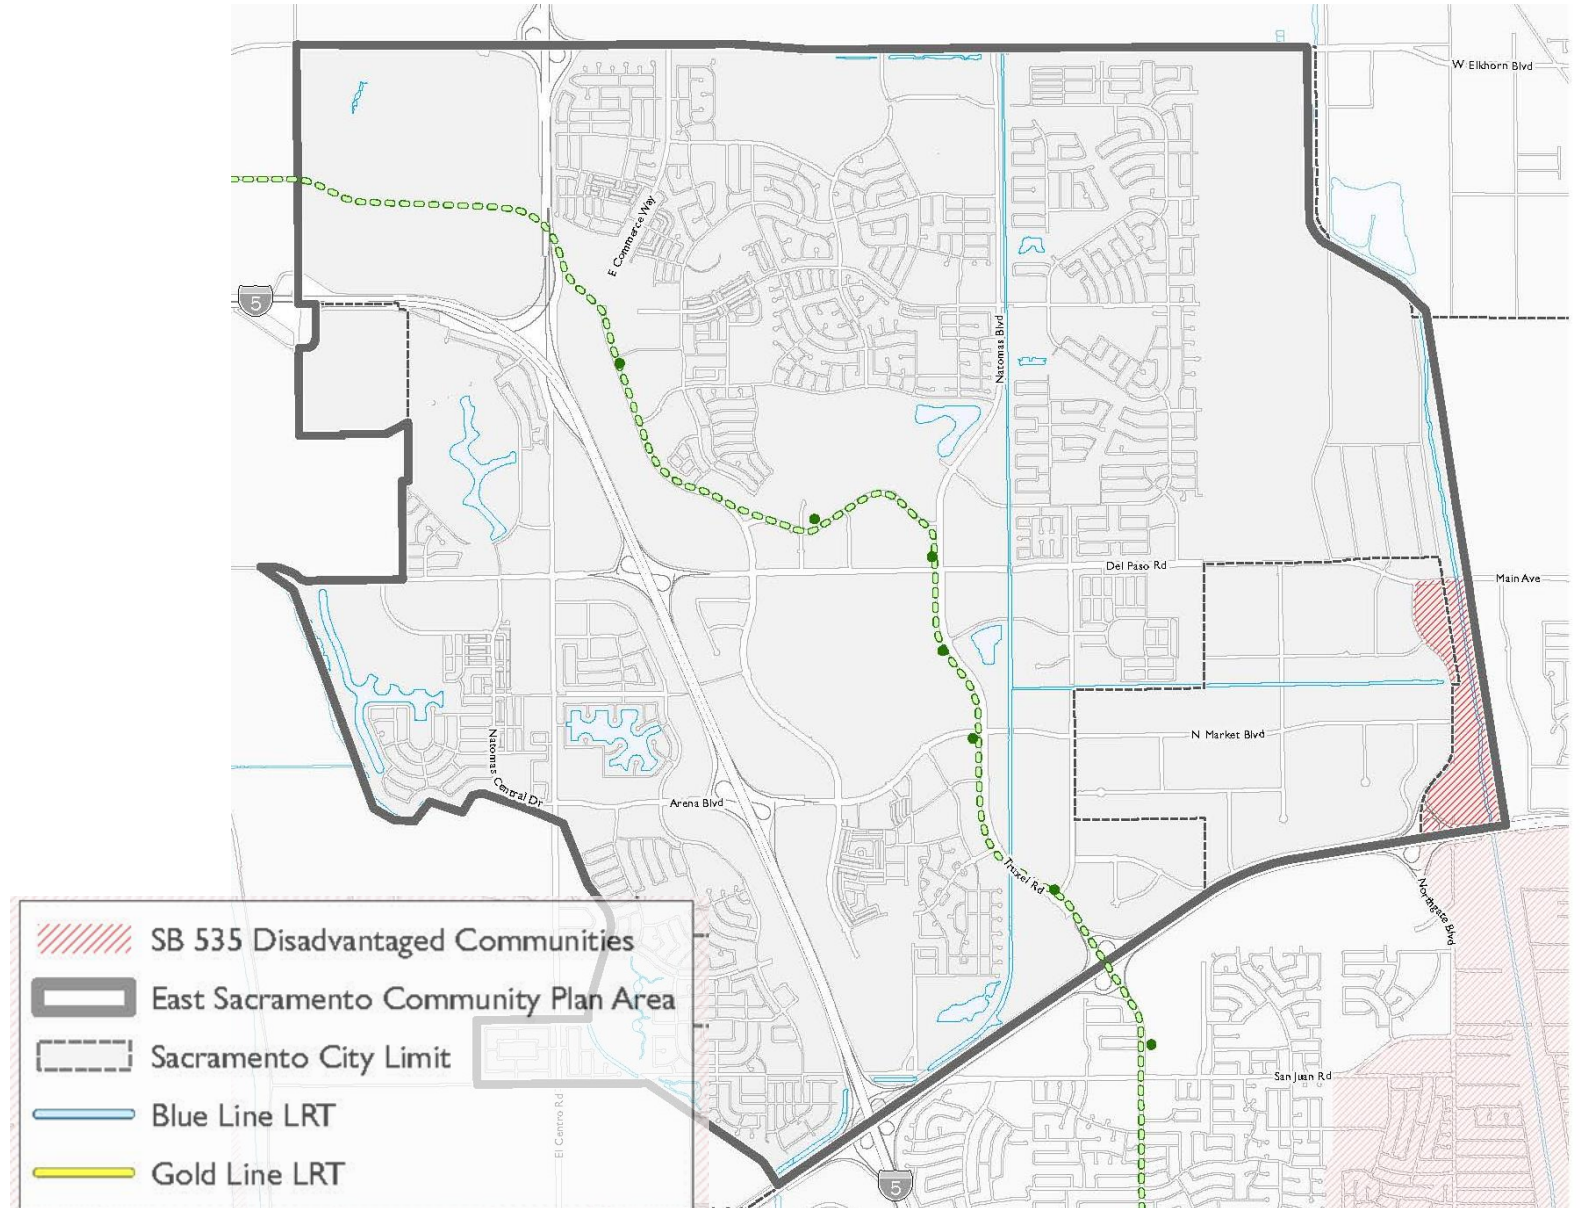 W Elkhorn Blvd
E Commerce Way
5
Natomas Blvd
Del Paso Rd
Main Ave
N Market Blvd
Natomas Central Dr
Arena Blvd
Truxel Rd
Northgate Blvd
SB 535 Disadvantaged Communities
East Sacramento Community Plan Area
Sacramento City Limit
Blue Line LRT
Gold Line LRT
San Juan Rd
El Centro Rd
5